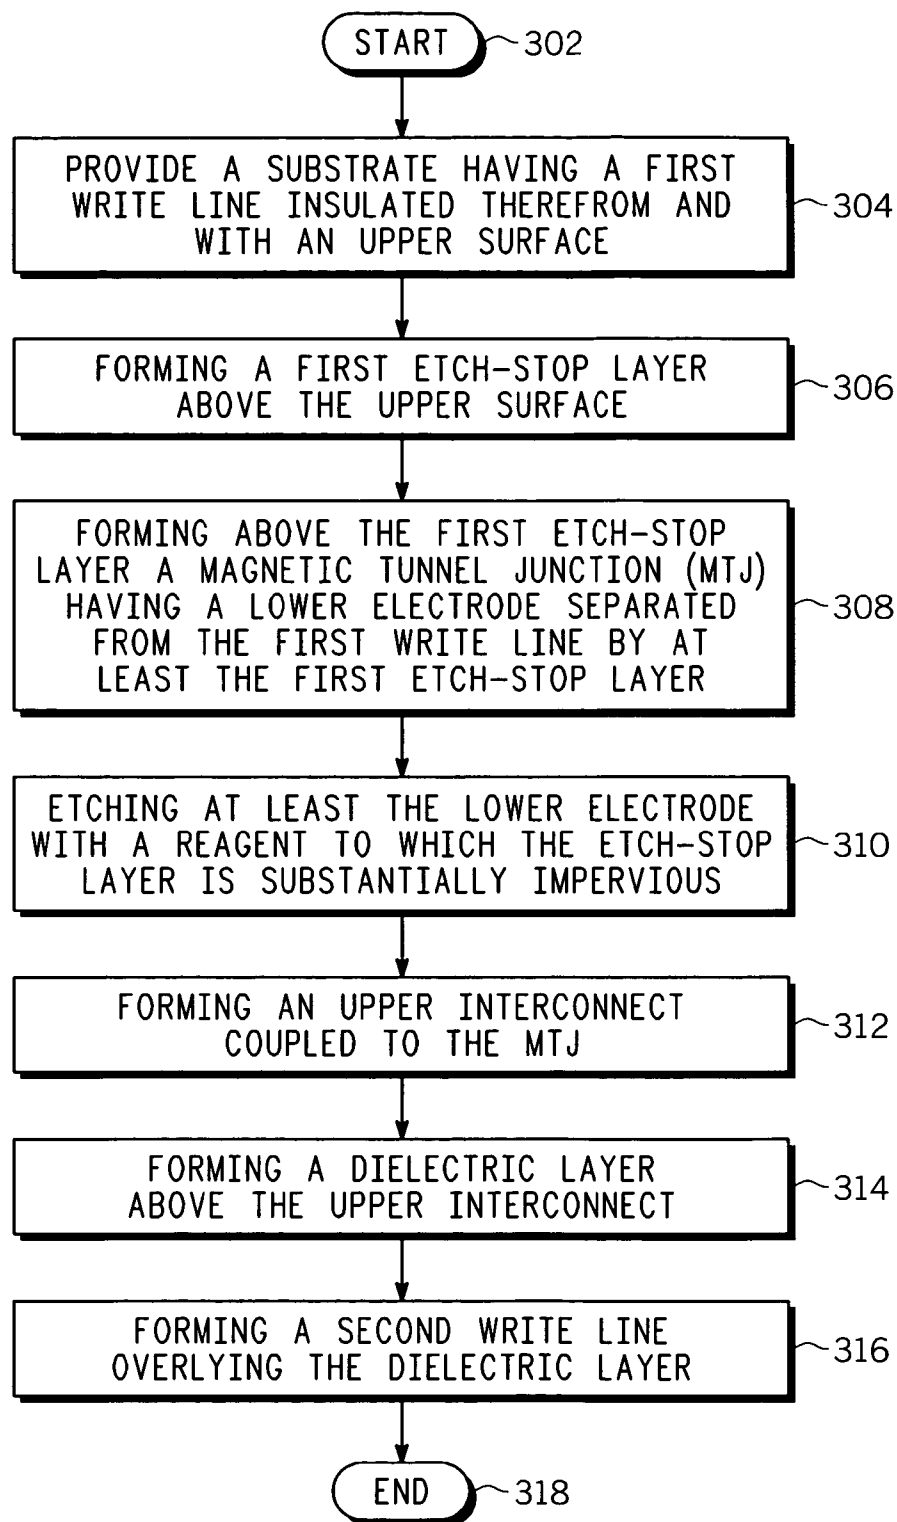 START 302
PROVIDE A SUBSTRATE HAVING A FIRST
WRITE LINE INSULATED THEREFROM AND
WITH AN UPPER SURFACE
304
FORMING A FIRST ETCH-STOP LAYER
ABOVE THE UPPER SURFACE
306
FORMING ABOVE THE FIRST ETCH-STOP
LAYER A MAGNETIC TUNNEL JUNCTION (MTJ)
HAVING A LOWER ELECTRODE SEPARATED
FROM THE FIRST WRITE LINE BY AT
LEAST THE FIRST ETCH-STOP LAYER
308
ETCHING AT LEAST THE LOWER ELECTRODE
WITH A REAGENT TO WHICH THE ETCH-STOP
LAYER IS SUBSTANTIALLY IMPERVIOUS
310
FORMING AN UPPER INTERCONNECT
COUPLED TO THE MTJ
312
FORMING A DIELECTRIC LAYER
ABOVE THE UPPER INTERCONNECT
314
FORMING A SECOND WRITE LINE
OVERLYING THE DIELECTRIC LAYER
316
END 318